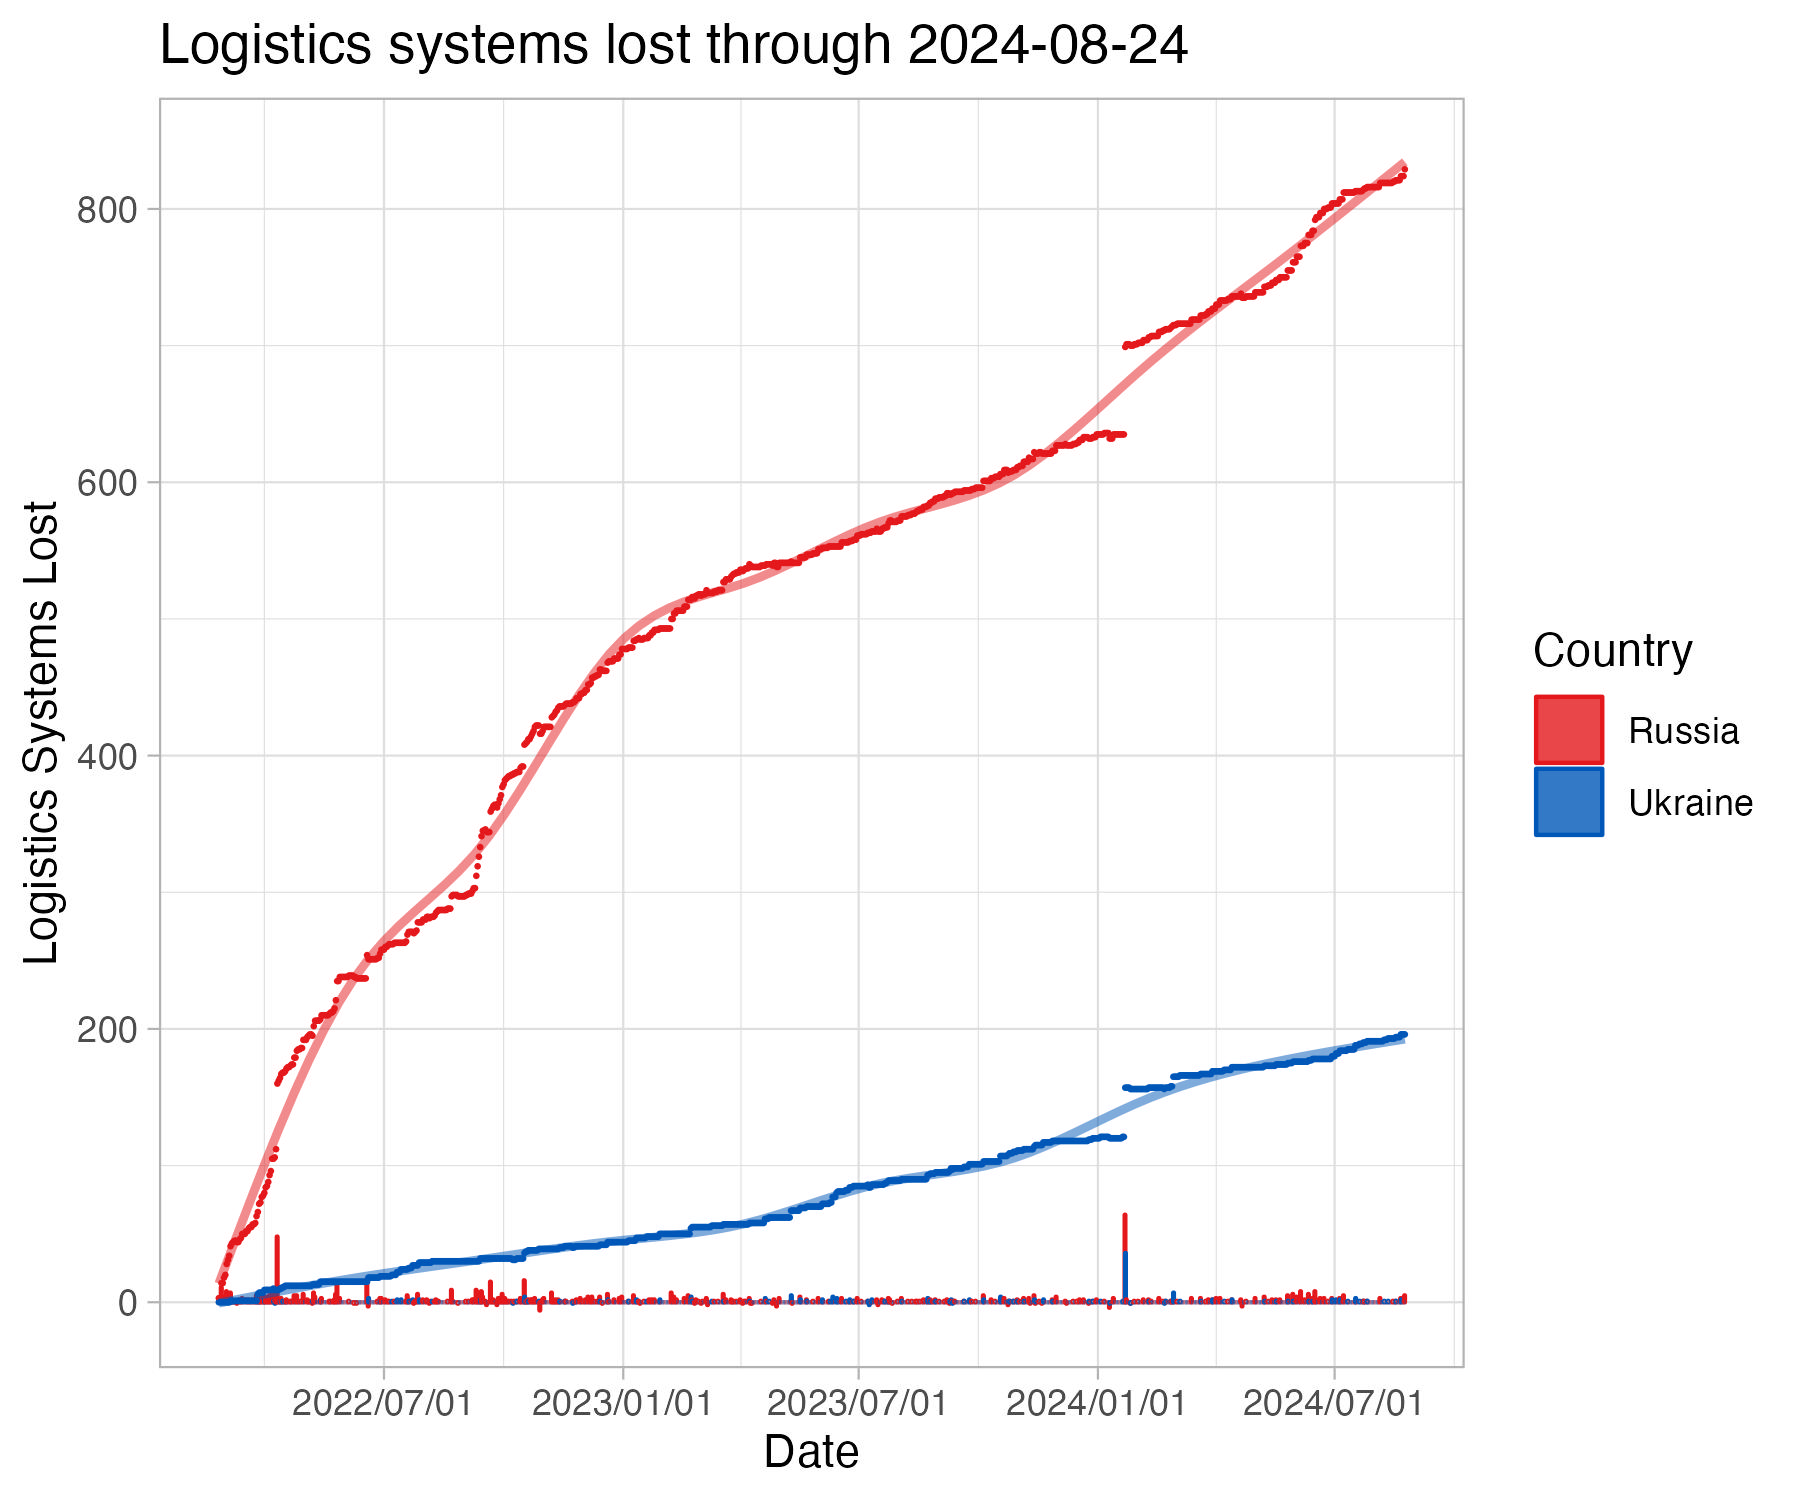 Logistics systems lost through 2024-08-24
Logistics Systems Lost
800
600
400
200
0
2022/07/01
2023/01/01
2023/07/01
2024/01/01
2024/07/01
Date
Country
Russia
Ukraine